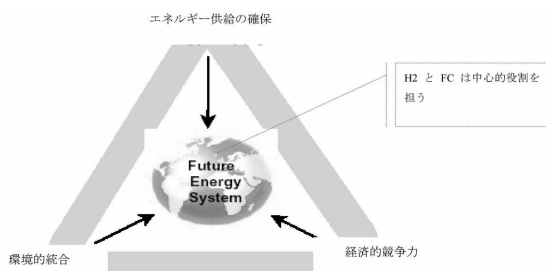 エネルギー供給の確保
H2 と FC は中心的役割を
担う
Future
Energy
System
環境的統合
経済的競争力